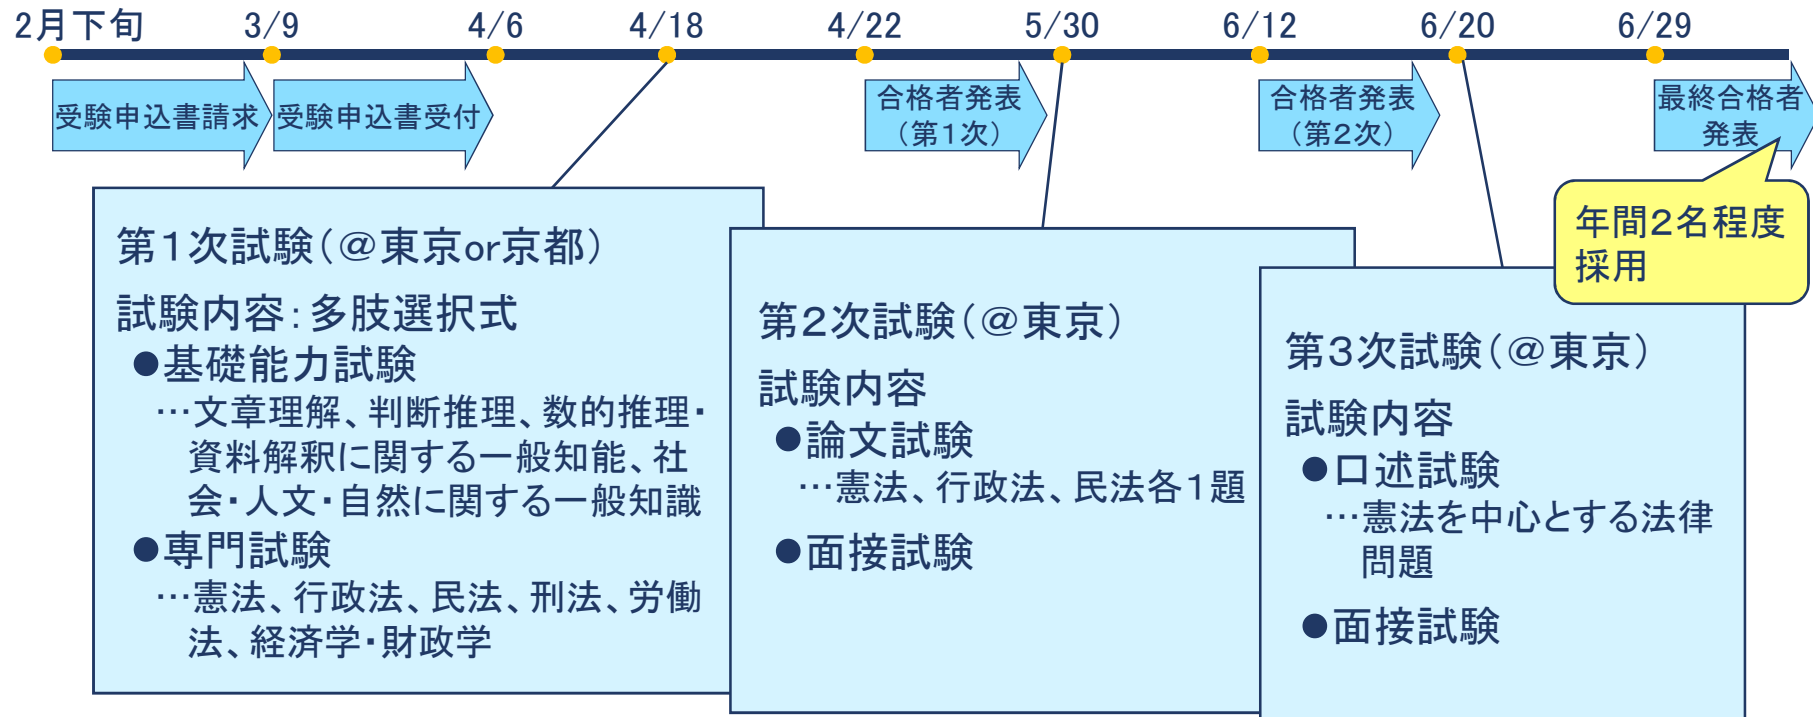 2月下旬
3/9
4/6
4/18
4/22
5/30
6/12
6/20
6/29
受験申込書請求
受験申込書受付
合格者発表
（第１次）
合格者発表
（第２次）
最終合格者
発表
年間２名程度
採用
第１次試験（＠東京or京都）
試験内容：多肢選択式
●基礎能力試験
…文章理解、判断推理、数的推理・
資料解釈に関する一般知能、社
会・人文・自然に関する一般知識
●専門試験
…憲法、行政法、民法、刑法、労働
法、経済学・財政学
第２次試験（＠東京）
試験内容
●論文試験
…憲法、行政法、民法各１題
●面接試験
第３次試験（＠東京）
試験内容
●口述試験
…憲法を中心とする法律
問題
●面接試験